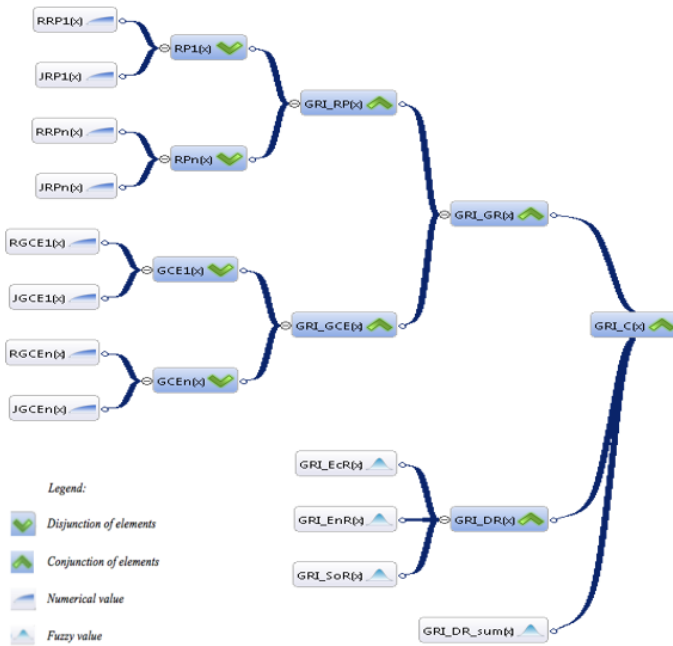 RRP1(x)
RP1(x)
JRP1(x)
GRI_RP(x)
RRPn(x)
RPn(x)
JRPn(x)
GRI_GR(x)
RGCE1(x)
GCE1(x)
JGCE1(x)
GRI_GCE(x)
GRI_C(x)
RGCEn(x)
GCEn(x)
JGCEn(x)
GRI_EcR(x)
GRI_EnR(x)
GRI_DR(x)
GRI_SoR(x)
GRI_DR_sum(x)
Legend:
Disjunction of elements
Conjunction of elements
Numerical value
Fuzzy value